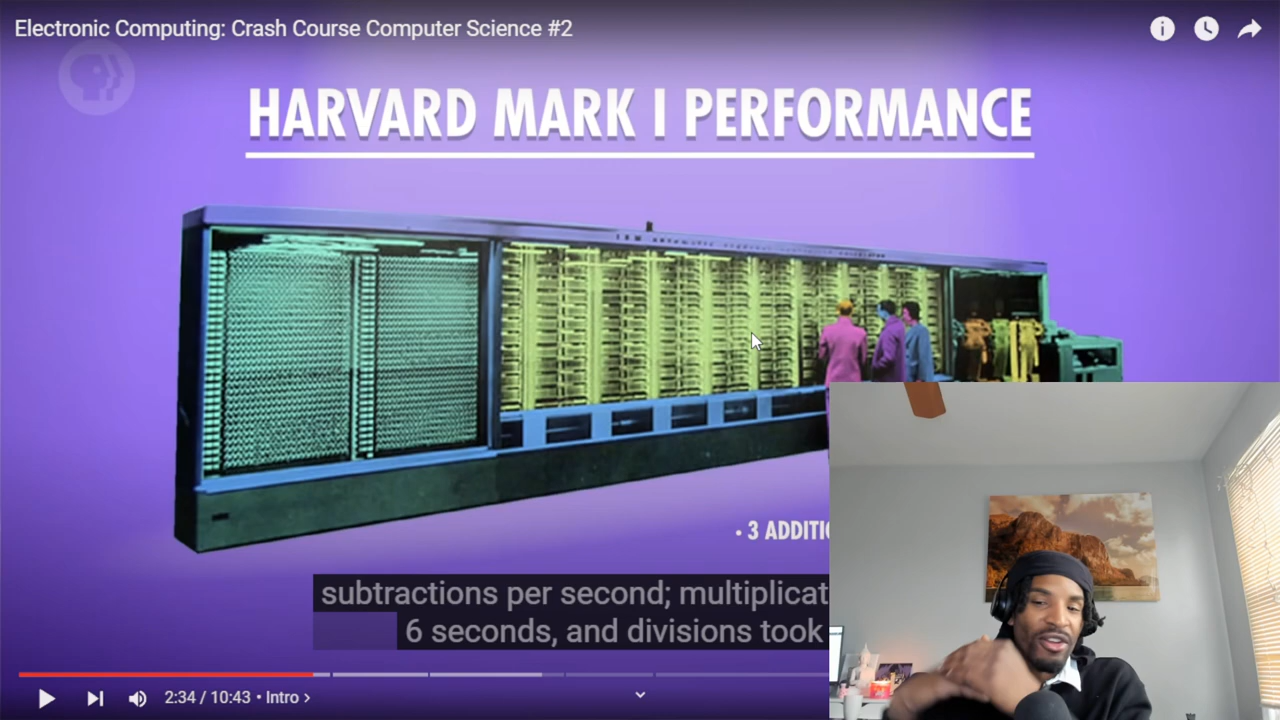 Electronic Computing: Crash Course Computer Science #2
HARVARD MARK I PERFORMANCE
• 3 ADDITIO
subtractions per second; multiplicat
6 seconds, and divisions took
2:34 / 10:43 • Intro ›